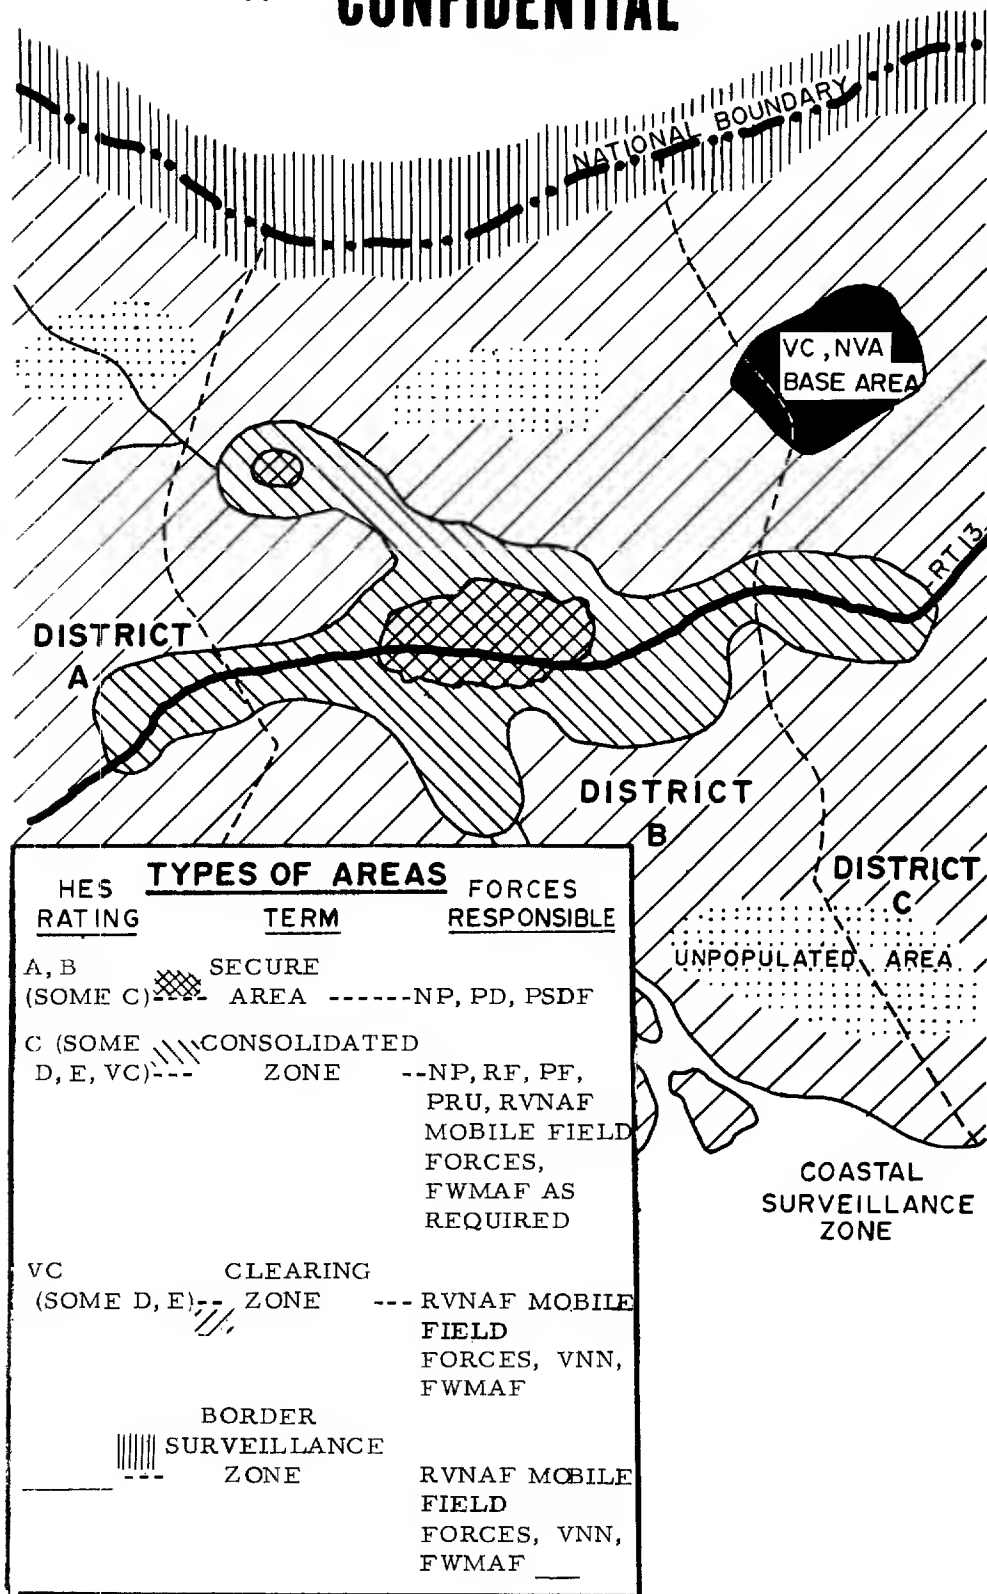 CONFIDENTIAL
NATIONAL BOUNDARY
VC, NVA
BASE AREA
RT 13
DISTRICT
A
DISTRICT
B
DISTRICT
C
UNPOPULATED AREA
COASTAL
SURVEILLANCE
ZONE
TYPES OF AREAS
HES RATING
TERM
FORCES RESPONSIBLE
A, B SECURE
(SOME C)---- AREA ------NP, PD, PSDF
C (SOME CONSOLIDATED
D, E, VC)--- ZONE --NP, RF, PF,
PRU, RVNAF
MOBILE FIELD
FORCES,
FWMAF AS
REQUIRED
VC CLEARING
(SOME D, E)-- ZONE --- RVNAF MOBILE
FIELD
FORCES, VNN,
FWMAF
BORDER
SURVEILLANCE
--- ZONE RVNAF MOBILE
FIELD
FORCES, VNN,
FWMAF